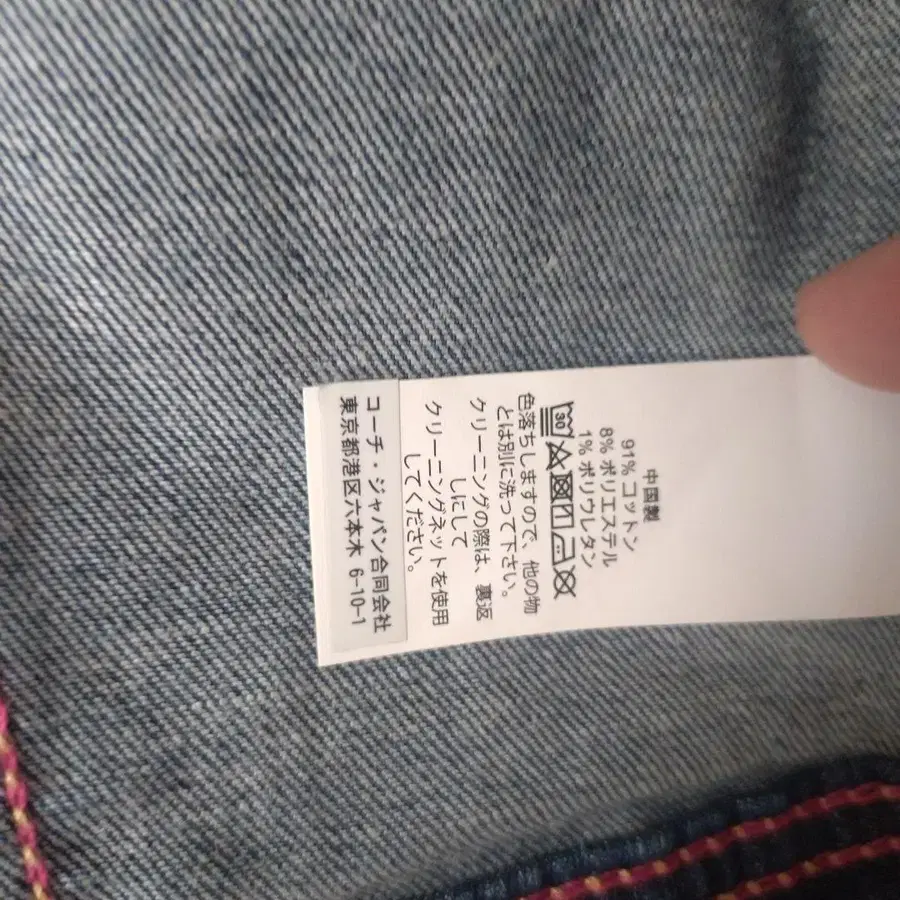 中国製
91% コットン
8% ポリエステル
1% ポリウレタン
30
色落ちしますので、他の物
とは別に洗って下さい。
クリーニングの際は、裏返
しにして
クリーニングネットを使用
してください。
コーチ・ジャパン合同会社
東京都港区六本木 6-10-1